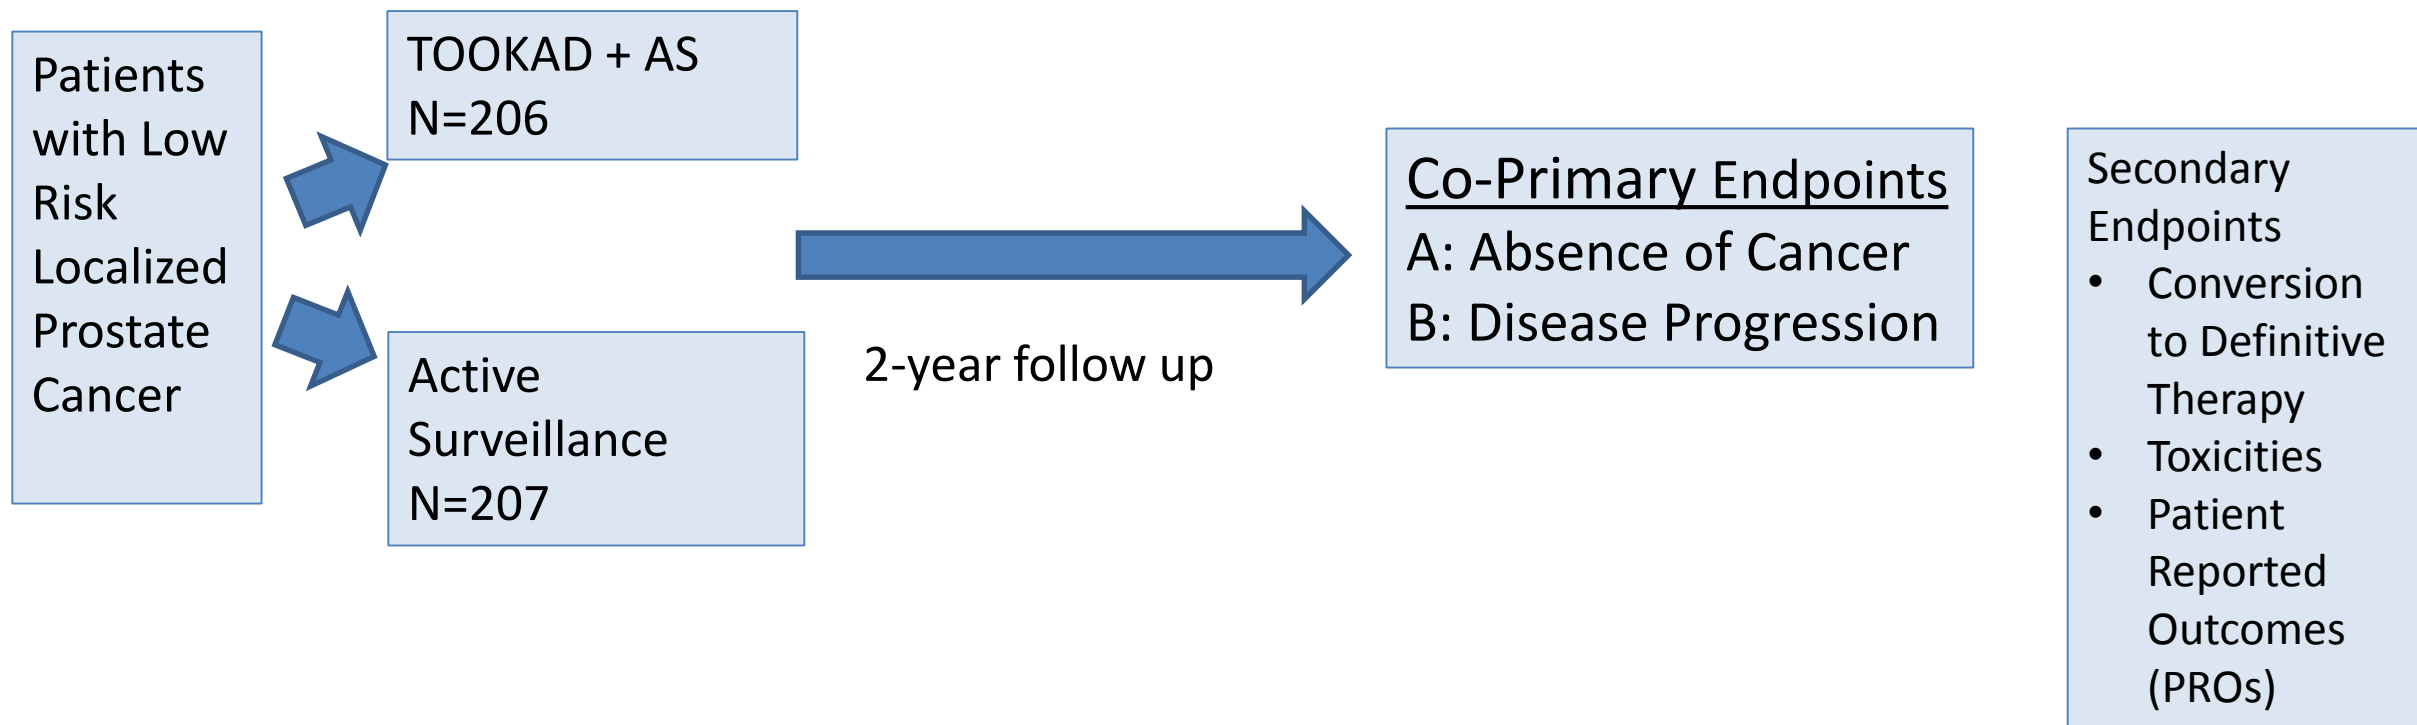 Patients
with Low
Risk
Localized
Prostate
Cancer
TOOKAD + AS
N=206
Active
Surveillance
N=207
2-year follow up
Co-Primary Endpoints
A: Absence of Cancer
B: Disease Progression
Secondary
Endpoints
• Conversion
to Definitive
Therapy
• Toxicities
• Patient
Reported
Outcomes
(PROs)